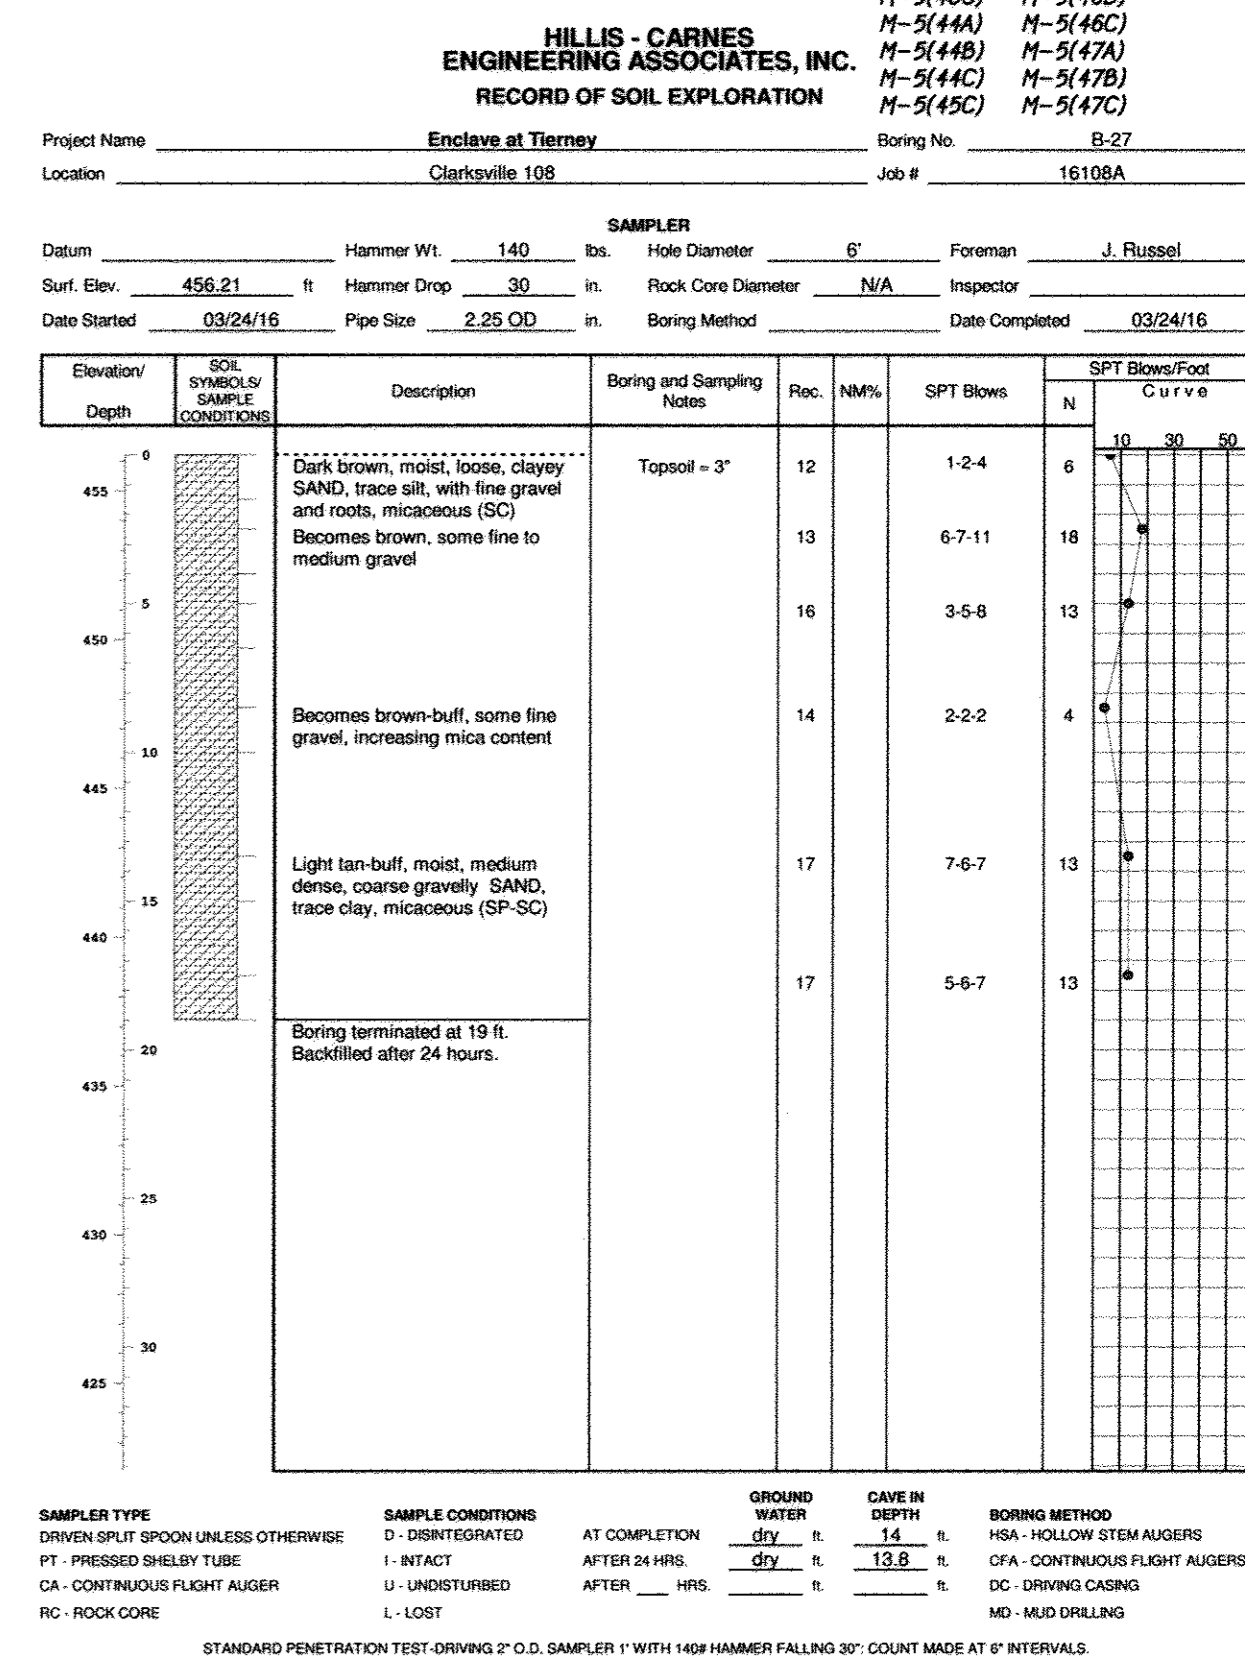 M-5(44A) M-5(46C)
M-5(44B) M-5(47A)
M-5(44C) M-5(47B)
M-5(45C) M-5(47C)
HILLIS - CARNES
ENGINEERING ASSOCIATES, INC.
RECORD OF SOIL EXPLORATION
Project Name Enclave at Tierney Boring No. B-27
Location Clarksville 108 Job # 16108A
SAMPLER
Datum Hammer Wt. 140 lbs. Hole Diameter 6" Foreman J. Russel
Surf. Elev. 456.21 ft Hammer Drop 30 in. Rock Core Diameter N/A Inspector
Date Started 03/24/16 Pipe Size 2.25 OD in. Boring Method Date Completed 03/24/16
Elevation/ Depth SOIL SYMBOLS/ SAMPLE CONDITIONS Description Boring and Sampling Notes Rec. NM% SPT Blows N SPT Blows/Foot Curve
10 30 50
0 Dark brown, moist, loose, clayey Topsoil = 3" 12 1-2-4 6
455 SAND, trace silt, with fine gravel
and roots, micaceous (SC)
Becomes brown, some fine to 13 6-7-11 18
medium gravel
5 16 3-5-8 13
450
Becomes brown-buff, some fine 14 2-2-2 4
gravel, increasing mica content
10
445
Light tan-buff, moist, medium 17 7-6-7 13
dense, coarse gravelly SAND,
15 trace clay, micaceous (SP-SC)
440
17 5-6-7 13
Boring terminated at 19 ft.
20 Backfilled after 24 hours.
435
25
430
30
425
GROUND CAVE IN
SAMPLER TYPE SAMPLE CONDITIONS WATER DEPTH BORING METHOD
DRIVEN SPLIT SPOON UNLESS OTHERWISE D - DISINTEGRATED AT COMPLETION dry ft. 14 ft. HSA - HOLLOW STEM AUGERS
PT - PRESSED SHELBY TUBE I - INTACT AFTER 24 HRS. dry ft. 13.8 ft. CFA - CONTINUOUS FLIGHT AUGERS
CA - CONTINUOUS FLIGHT AUGER U - UNDISTURBED AFTER ___ HRS. ft. ft. DC - DRIVING CASING
RC - ROCK CORE L - LOST MD - MUD DRILLING
STANDARD PENETRATION TEST-DRIVING 2" O.D. SAMPLER 1' WITH 140# HAMMER FALLING 30"; COUNT MADE AT 6" INTERVALS.